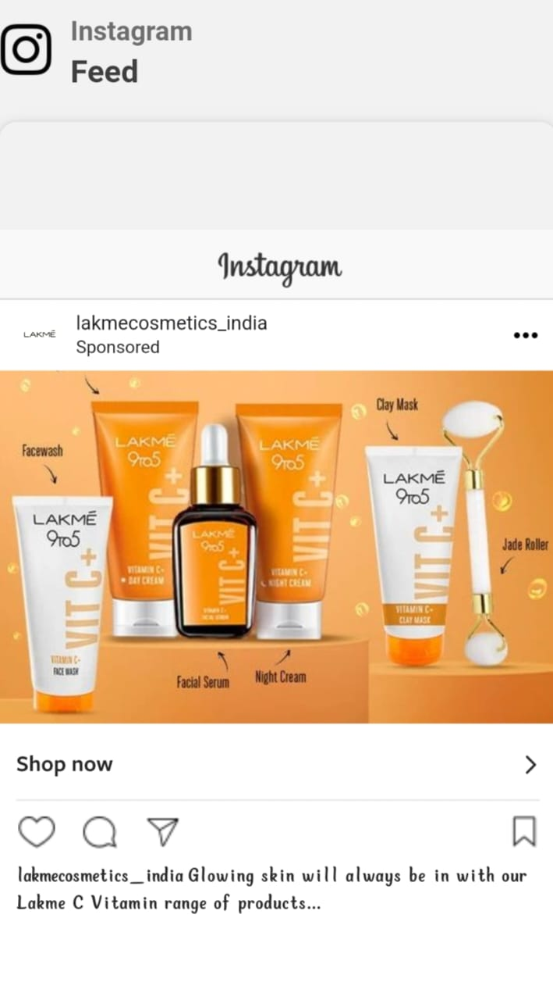 Instagram
Feed
Instagram
LAKMÉ
lakmecosmetics_india
Sponsored
Clay Mask
Facewash
LAKMÉ
9to5
VIT C+
LAKMÉ
9to5
VIT C+
LAKMÉ
9to5
VIT C+
Jade Roller
LAKMÉ
9to5
VIT C+
LAKMÉ
9to5
VIT C+
VITAMIN C+
DAY CREAM
VITAMIN C+
NIGHT CREAM
VITAMIN C+
FACIAL SERUM
VITAMIN C+
CLAY MASK
VITAMIN C+
FACE WASH
Facial Serum
Night Cream
Shop now
lakmecosmetics_india Glowing skin will always be in with our
Lakme C Vitamin range of products...